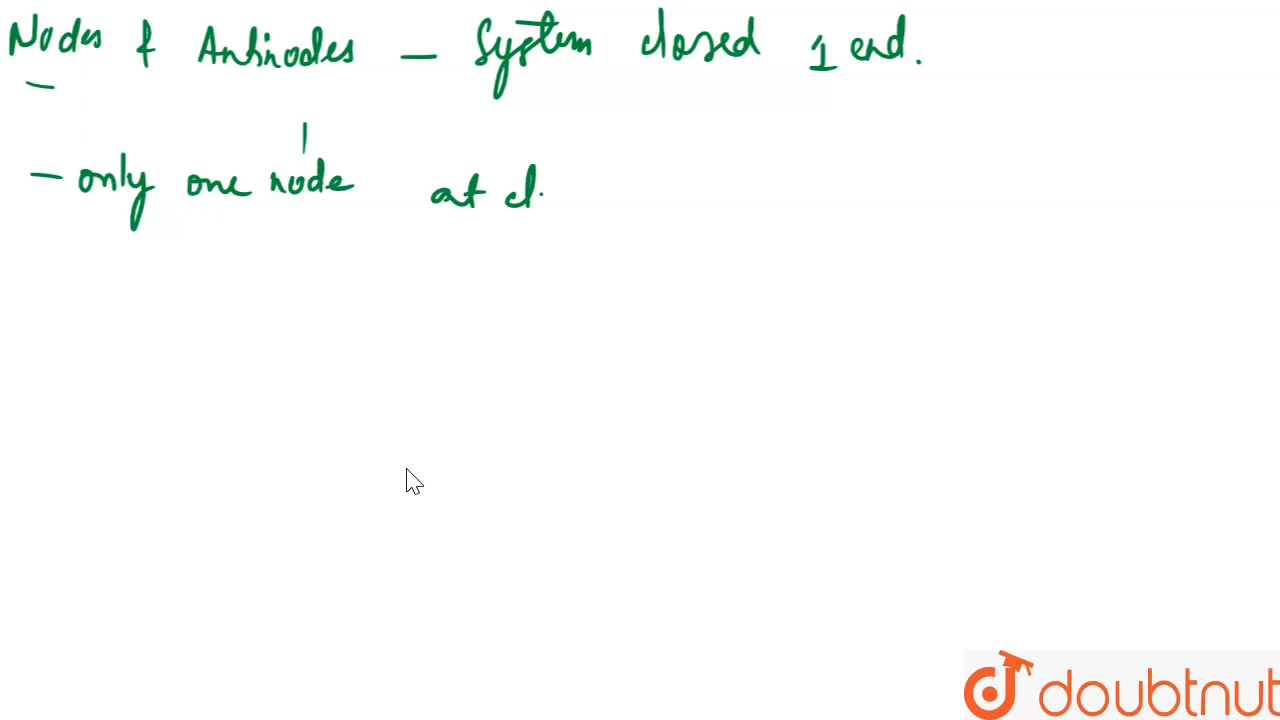 Nodes & Antinodes – System closed 1 end.
– only one node at cl.
doubtnut